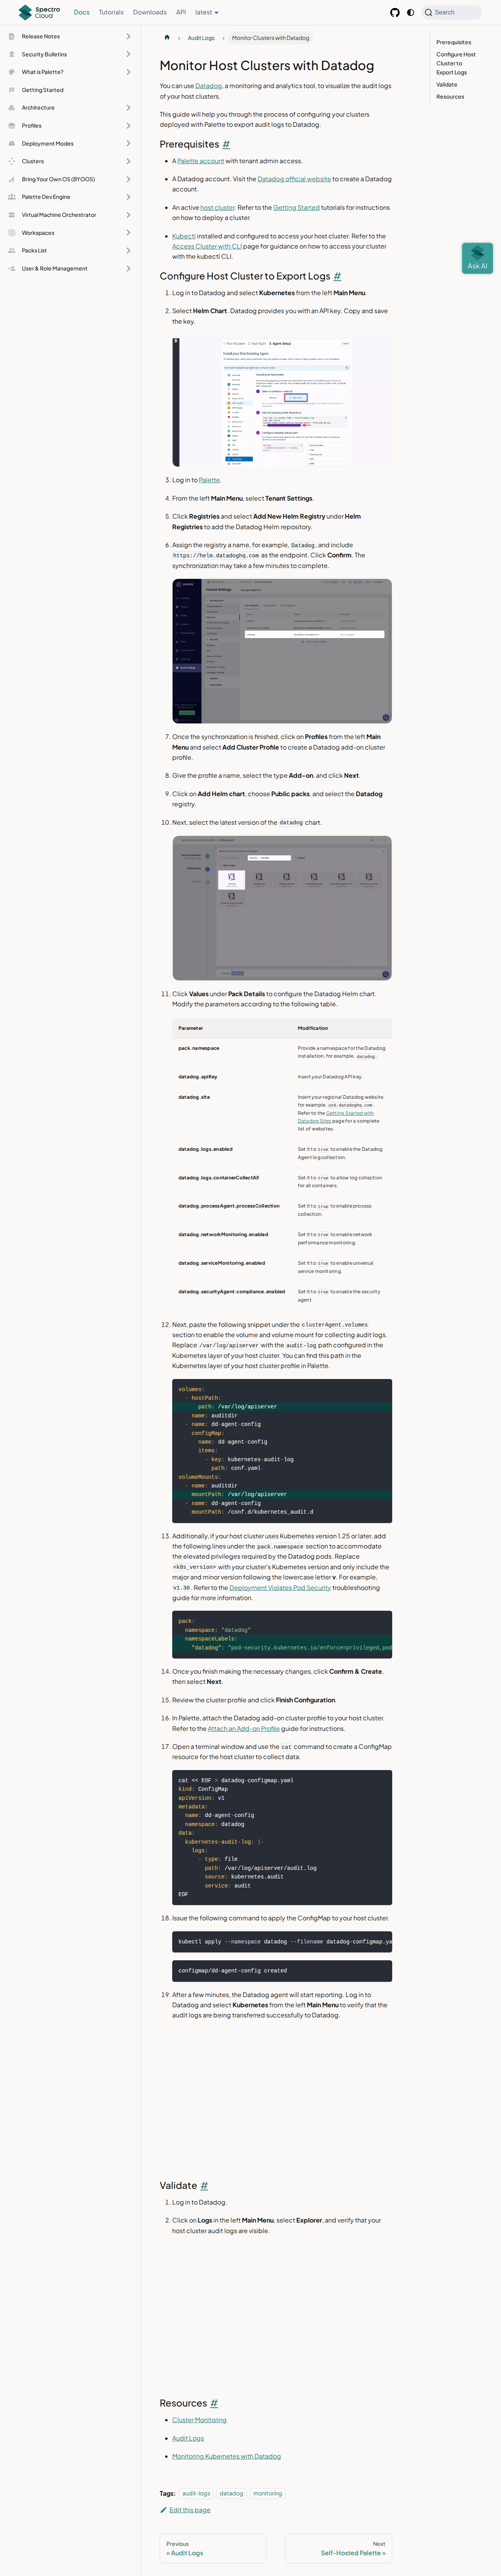 Spectro Cloud
Docs
Tutorials
Downloads
API
latest
Search
Release Notes
Security Bulletins
What is Palette?
Getting Started
Architecture
Profiles
Deployment Modes
Clusters
Bring Your Own OS (BYOOS)
Palette Dev Engine
Virtual Machine Orchestrator
Workspaces
Packs List
User & Role Management
Audit Logs
Monitor Clusters with Datadog
Prerequisites
Configure Host
Cluster to
Export Logs
Validate
Resources
Ask AI
Monitor Host Clusters with Datadog
You can use Datadog, a monitoring and analytics tool, to visualize the audit logs
of your host clusters.
This guide will help you through the process of configuring your clusters
deployed with Palette to export audit logs to Datadog.
Prerequisites #
A Palette account with tenant admin access.
A Datadog account. Visit the Datadog official website to create a Datadog
account.
An active host cluster. Refer to the Getting Started tutorials for instructions
on how to deploy a cluster.
Kubectl installed and configured to access your host cluster. Refer to the
Access Cluster with CLI page for guidance on how to access your cluster
with the kubectl CLI.
Configure Host Cluster to Export Logs #
1. Log in to Datadog and select Kubernetes from the left Main Menu.
2. Select Helm Chart. Datadog provides you with an API key. Copy and save
the key.
3. Log in to Palette.
4. From the left Main Menu, select Tenant Settings.
5. Click Registries and select Add New Helm Registry under Helm
Registries to add the Datadog Helm repository.
6. Assign the registry a name, for example, Datadog, and include
https://helm.datadoghq.com as the endpoint. Click Confirm. The
synchronization may take a few minutes to complete.
Tenant Settings
7. Once the synchronization is finished, click on Profiles from the left Main
Menu and select Add Cluster Profile to create a Datadog add-on cluster
profile.
8. Give the profile a name, select the type Add-on, and click Next.
9. Click on Add Helm chart, choose Public packs, and select the Datadog
registry.
10. Next, select the latest version of the datadog chart.
11. Click Values under Pack Details to configure the Datadog Helm chart.
Modify the parameters according to the following table.
Parameter
Modification
pack.namespace
Provide a namespace for the Datadog
installation, for example, datadog
datadog.apiKey
Insert your Datadog API key.
datadog.site
Insert your regional Datadog website,
for example, us5.datadoghq.com.
Refer to the Getting Started with
Datadog Sites page for a complete
list of websites.
datadog.logs.enabled
Set it to true to enable the Datadog
Agent log collection.
datadog.logs.containerCollectAll
Set it to true to allow log collection
for all containers.
datadog.processAgent.processCollection
Set it to true to enable process
collection.
datadog.networkMonitoring.enabled
Set it to true to enable network
performance monitoring.
datadog.serviceMonitoring.enabled
Set it to true to enable universal
service monitoring.
datadog.securityAgent.compliance.enabled
Set it to true to enable the security
agent.
12. Next, paste the following snippet under the clusterAgent.volumes
section to enable the volume and volume mount for collecting audit logs.
Replace /var/log/apiserver with the audit-log path configured in the
Kubernetes layer of your host cluster. You can find this path in the
Kubernetes layer of your host cluster profile in Palette.
volumes:
- hostPath:
path: /var/log/apiserver
name: auditdir
- name: dd-agent-config
configMap:
name: dd-agent-config
items:
- key: kubernetes-audit-log
path: conf.yaml
volumeMounts:
- name: auditdir
mountPath: /var/log/apiserver
- name: dd-agent-config
mountPath: /conf.d/kubernetes_audit.d
13. Additionally, if your host cluster uses Kubernetes version 1.25 or later, add
the following lines under the pack.namespace section to accommodate
the elevated privileges required by the Datadog pods. Replace
<k8s_version> with your cluster's Kubernetes version and only include the
major and minor version following the lowercase letter v. For example,
v1.30. Refer to the Deployment Violates Pod Security troubleshooting
guide for more information.
pack:
namespace: "datadog"
namespaceLabels:
"datadog": "pod-security.kubernetes.io/enforce=privileged,pod
14. Once you finish making the necessary changes, click Confirm & Create,
then select Next.
15. Review the cluster profile and click Finish Configuration.
16. In Palette, attach the Datadog add-on cluster profile to your host cluster.
Refer to the Attach an Add-on Profile guide for instructions.
17. Open a terminal window and use the cat command to create a ConfigMap
resource for the host cluster to collect data.
cat << EOF > datadog-configmap.yaml
kind: ConfigMap
apiVersion: v1
metadata:
name: dd-agent-config
namespace: datadog
data:
kubernetes-audit-log: |-
logs:
- type: file
path: /var/log/apiserver/audit.log
source: kubernetes.audit
service: audit
EOF
18. Issue the following command to apply the ConfigMap to your host cluster.
kubectl apply --namespace datadog --filename datadog-configmap.ya
configmap/dd-agent-config created
19. After a few minutes, the Datadog agent will start reporting. Log in to
Datadog and select Kubernetes from the left Main Menu to verify that the
audit logs are being transferred successfully to Datadog.
Validate #
1. Log in to Datadog.
2. Click on Logs in the left Main Menu, select Explorer, and verify that your
host cluster audit logs are visible.
Resources #
Cluster Monitoring
Audit Logs
Monitoring Kubernetes with Datadog
Tags: audit-logs datadog monitoring
Edit this page
Previous
« Audit Logs
Next
Self-Hosted Palette »